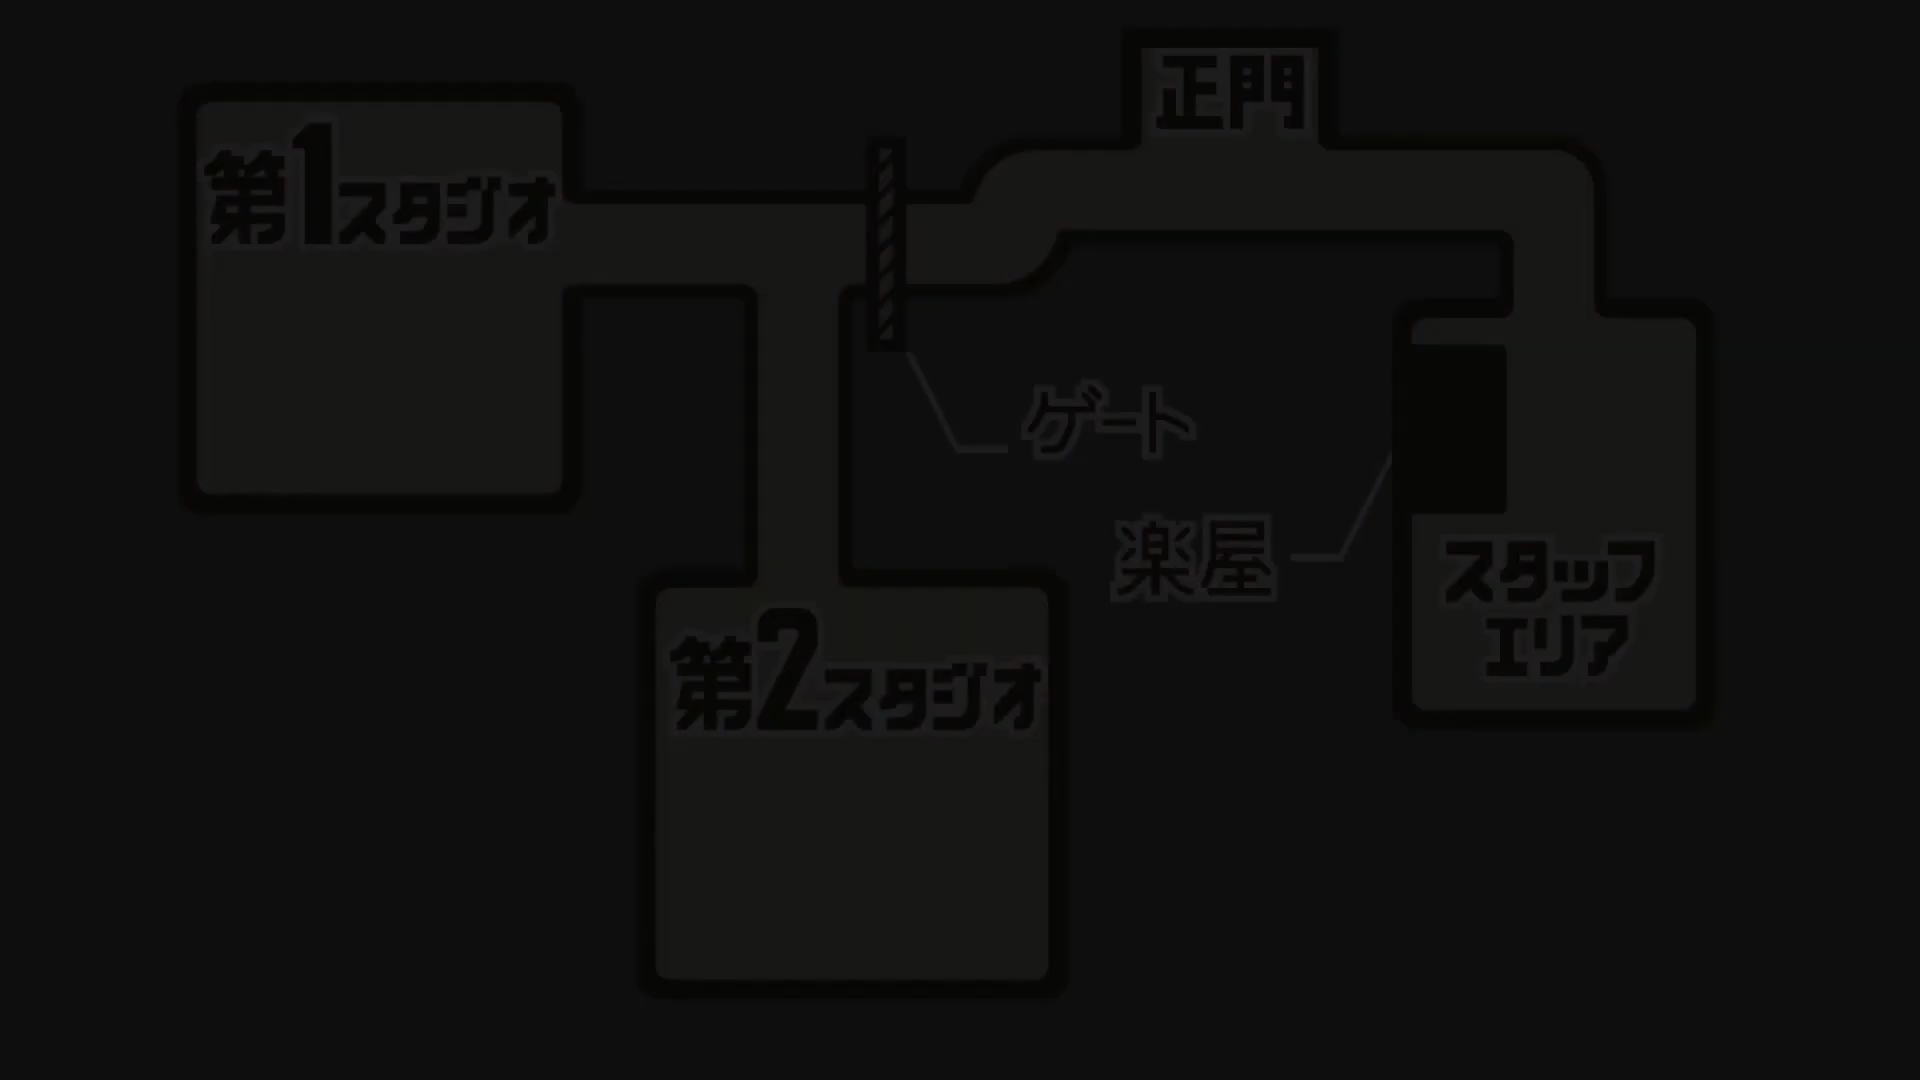 正門
第1スタジオ
ゲート
楽屋
スタッフ
エリア
第2スタジオ